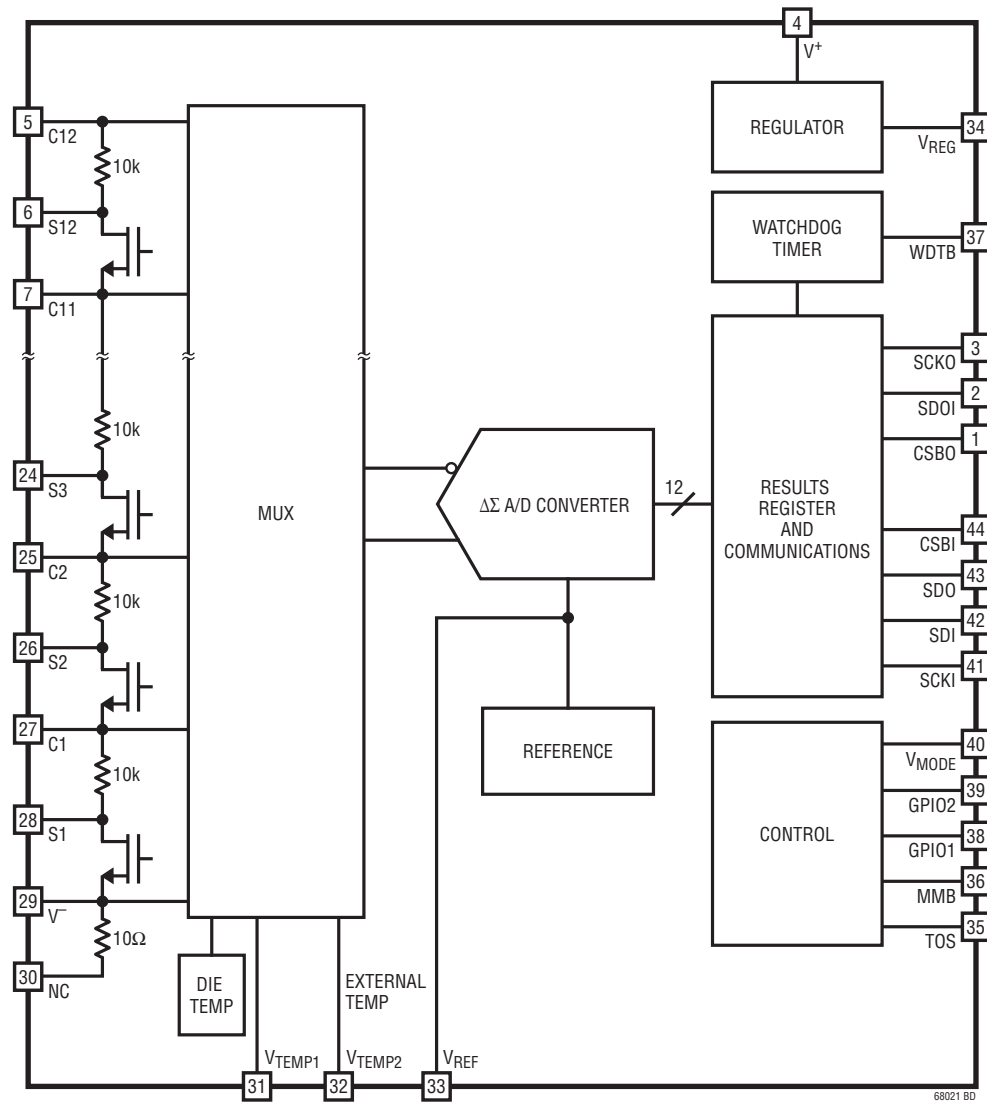 4
V+
5
C12
10k
6
S12
7
C11
10k
24
S3
25
C2
10k
26
S2
27
C1
10k
28
S1
29
V–
10Ω
30
NC
MUX
DIE
TEMP
EXTERNAL
TEMP
31
VTEMP1
32
VTEMP2
33
VREF
ΔΣ A/D CONVERTER
12
REFERENCE
REGULATOR
34
VREG
WATCHDOG
TIMER
37
WDTB
RESULTS
REGISTER
AND
COMMUNICATIONS
3
SCKO
2
SDOI
1
CSBO
44
CSBI
43
SDO
42
SDI
41
SCKI
CONTROL
40
VMODE
39
GPIO2
38
GPIO1
36
MMB
35
TOS
68021 BD